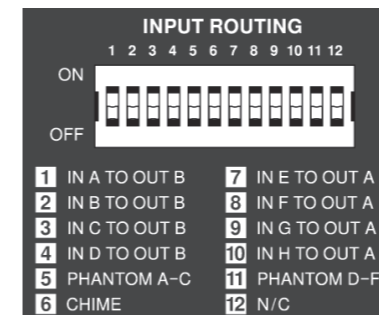 INPUT ROUTING
1 2 3 4 5 6 7 8 9 10 11 12
ON
OFF
1 IN A TO OUT B
2 IN B TO OUT B
3 IN C TO OUT B
4 IN D TO OUT B
5 PHANTOM A-C
6 CHIME
7 IN E TO OUT A
8 IN F TO OUT A
9 IN G TO OUT A
10 IN H TO OUT A
11 PHANTOM D-F
12 N/C